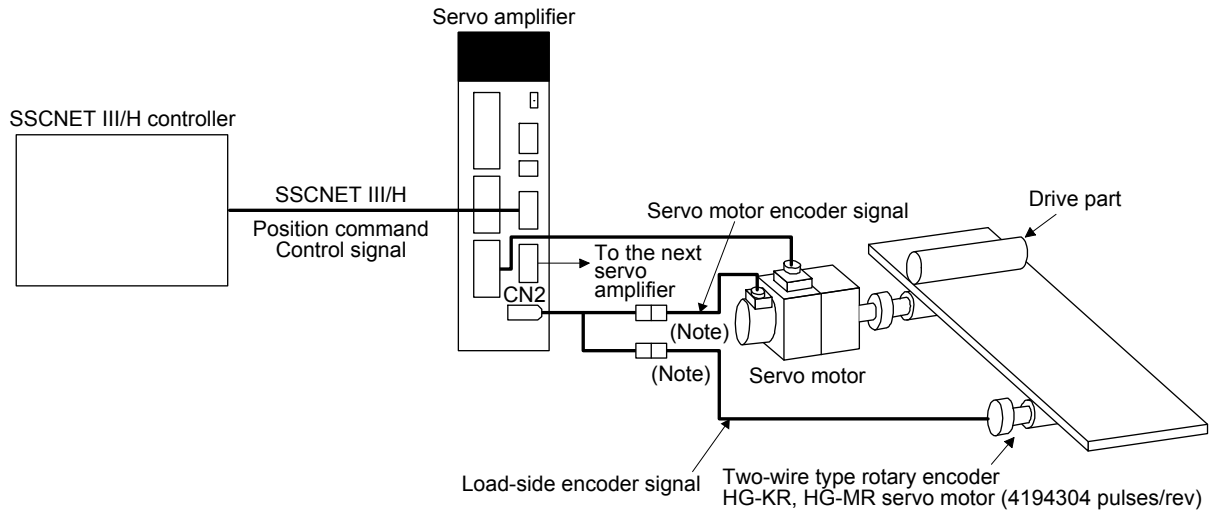 Servo amplifier
SSCNET III/H controller
SSCNET III/H
Position command
Control signal
Servo motor encoder signal
Drive part
To the next
servo
amplifier
CN2
(Note)
(Note)
Servo motor
Load-side encoder signal
Two-wire type rotary encoder
HG-KR, HG-MR servo motor (4194304 pulses/rev)